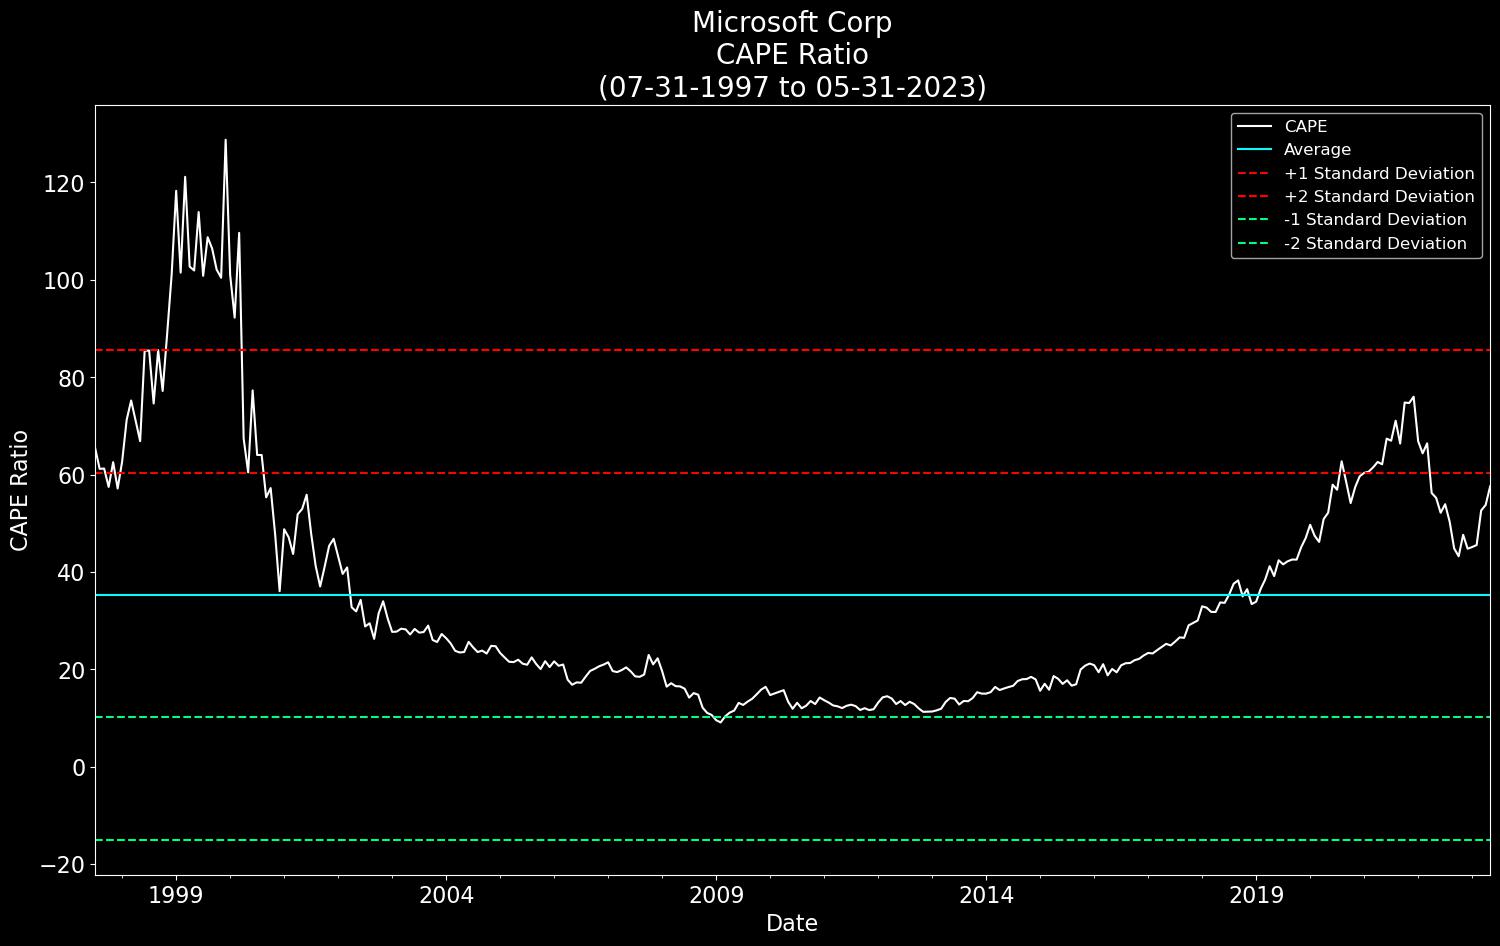 Microsoft Corp
CAPE Ratio
(07-31-1997 to 05-31-2023)
CAPE
Average
+1 Standard Deviation
+2 Standard Deviation
-1 Standard Deviation
-2 Standard Deviation
CAPE Ratio
120
100
80
60
40
20
0
−20
1999 2004 2009 2014 2019
Date